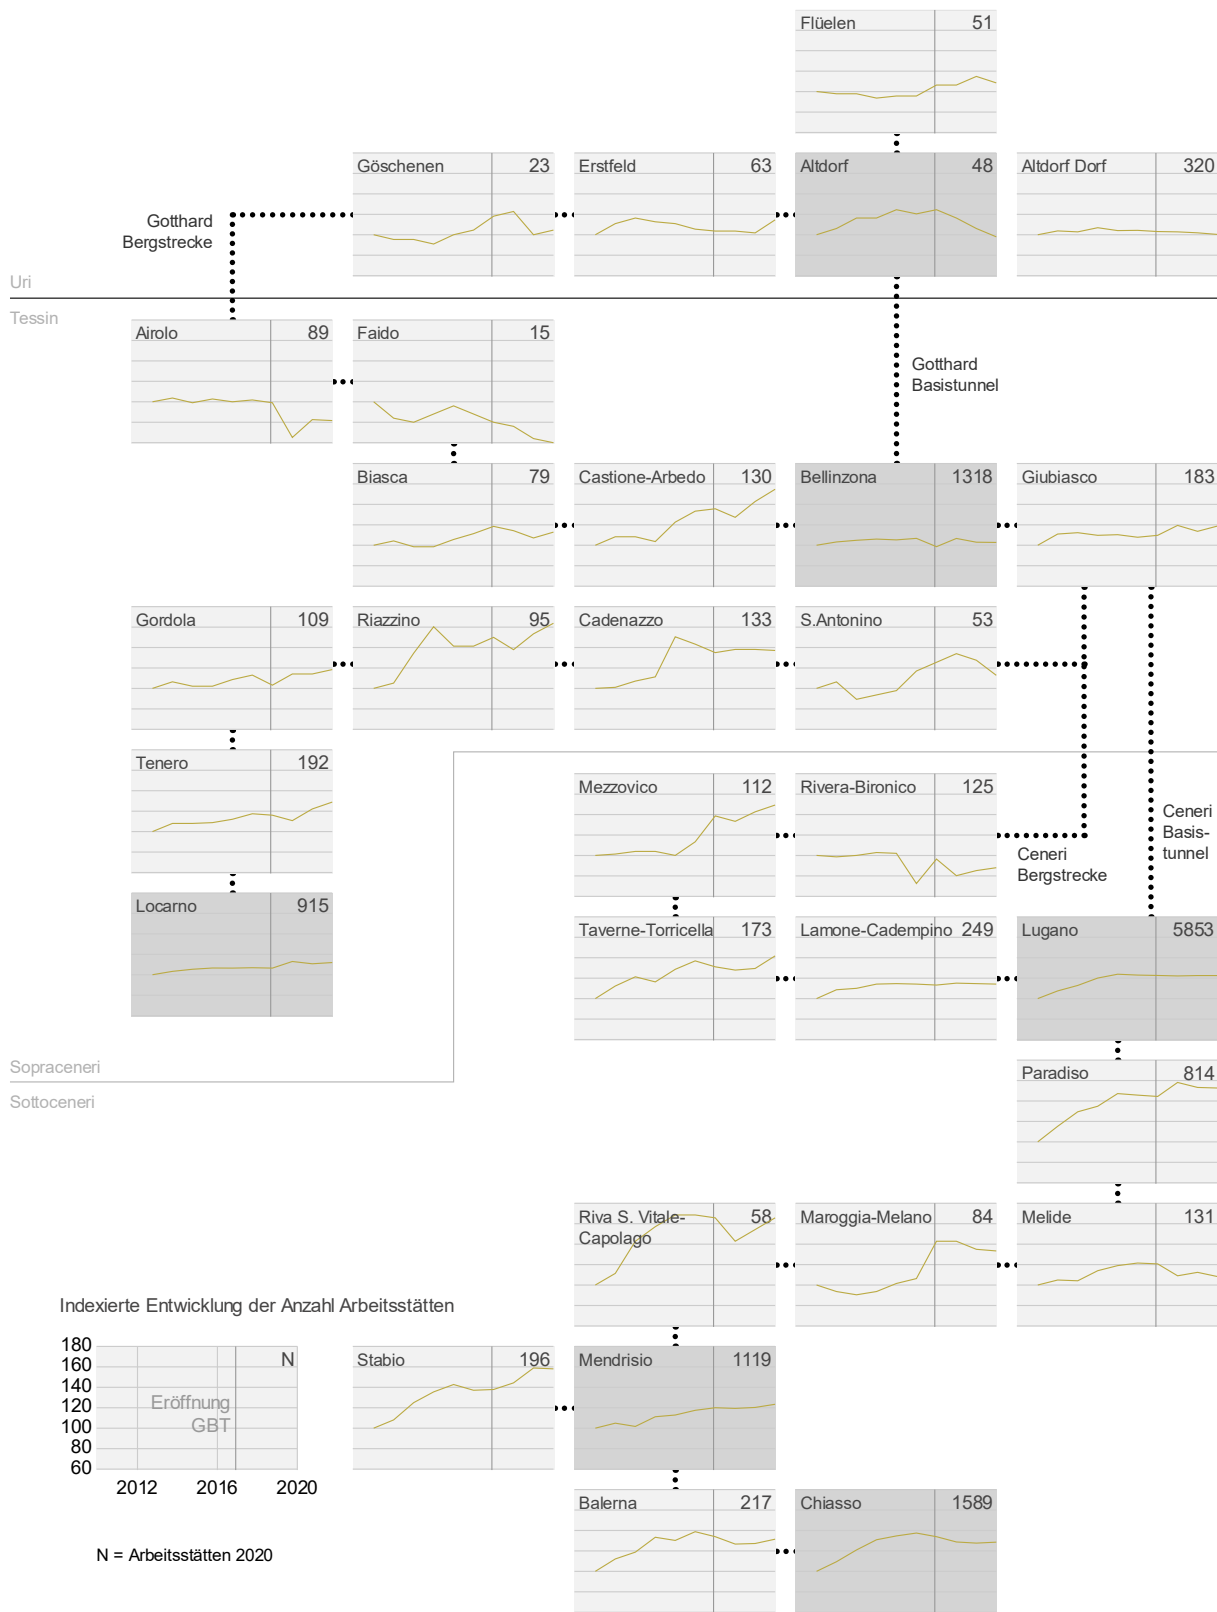 Flüelen 51
Göschenen 23
Erstfeld 63
Altdorf 48
Altdorf Dorf 320
Gotthard
Bergstrecke
Uri
Tessin
Airolo 89
Faido 15
Gotthard
Basistunnel
Biasca 79
Castione-Arbedo 130
Bellinzona 1318
Giubiasco 183
Gordola 109
Riazzino 95
Cadenazzo 133
S.Antonino 53
Tenero 192
Mezzovico 112
Rivera-Bironico 125
Ceneri
Basis-
tunnel
Ceneri
Bergstrecke
Locarno 915
Taverne-Torricella 173
Lamone-Cadempino 249
Lugano 5853
Sopraceneri
Sottoceneri
Paradiso 814
Riva S. Vitale- 58
Capolago
Maroggia-Melano 84
Melide 131
Indexierte Entwicklung der Anzahl Arbeitsstätten
180
160
140
120
100
80
60
N
Eröffnung
GBT
2012 2016 2020
Stabio 196
Mendrisio 1119
Balerna 217
Chiasso 1589
N = Arbeitsstätten 2020